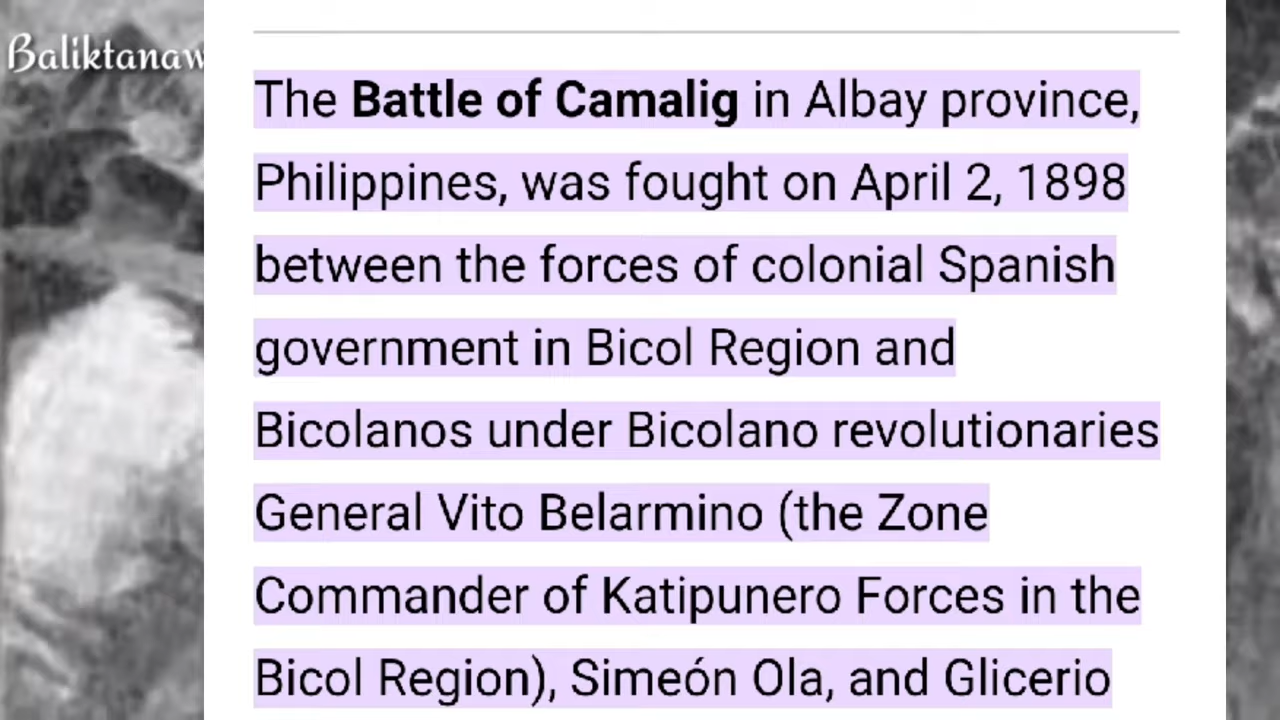 Baliktanaw
The Battle of Camalig in Albay province,
Philippines, was fought on April 2, 1898
between the forces of colonial Spanish
government in Bicol Region and
Bicolanos under Bicolano revolutionaries
General Vito Belarmino (the Zone
Commander of Katipunero Forces in the
Bicol Region), Simeón Ola, and Glicerio